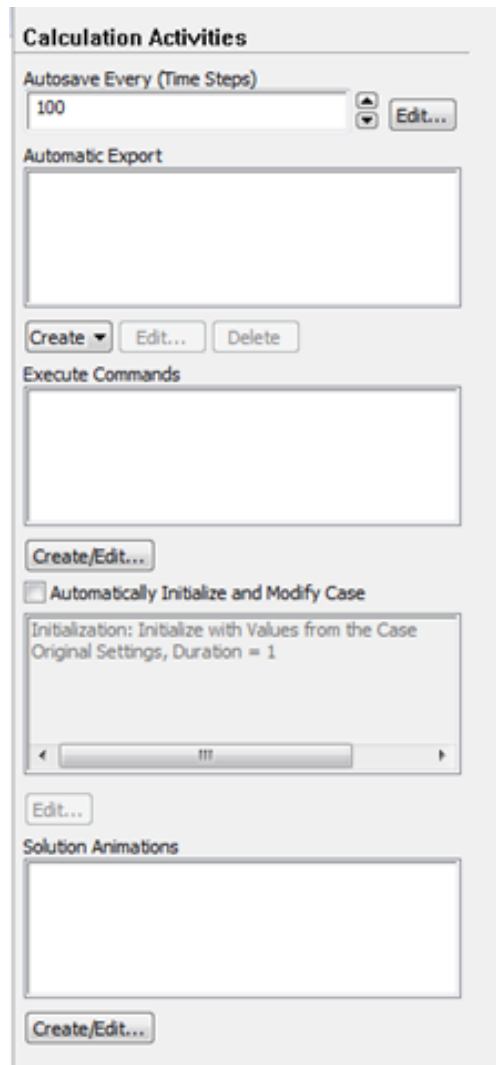 Calculation Activities
Autosave Every (Time Steps)
100
Edit...
Automatic Export
Create Edit... Delete
Execute Commands
Create/Edit...
Automatically Initialize and Modify Case
Initialization: Initialize with Values from the Case
Original Settings, Duration = 1
Edit...
Solution Animations
Create/Edit...